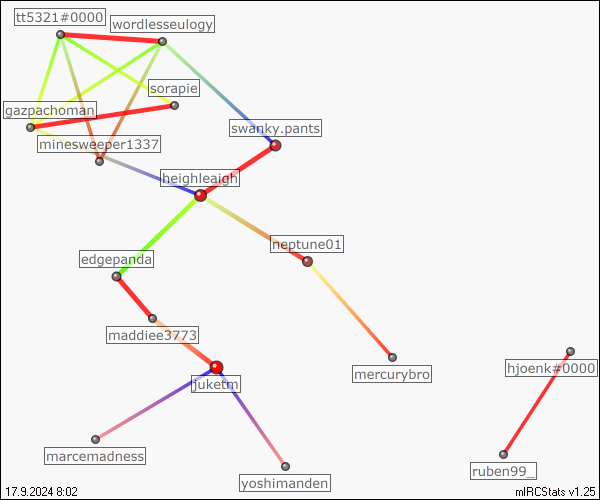 tt5321#0000
wordlesseulogy
sorapie
gazpachoman
swanky.pants
minesweeper1337
heighleaigh
neptune01
edgepanda
maddiee3773
mercurybro
hjoenk#0000
juketm
marcemadness
ruben99_
yoshimanden
17.9.2024 8:02
mIRCStats v1.25